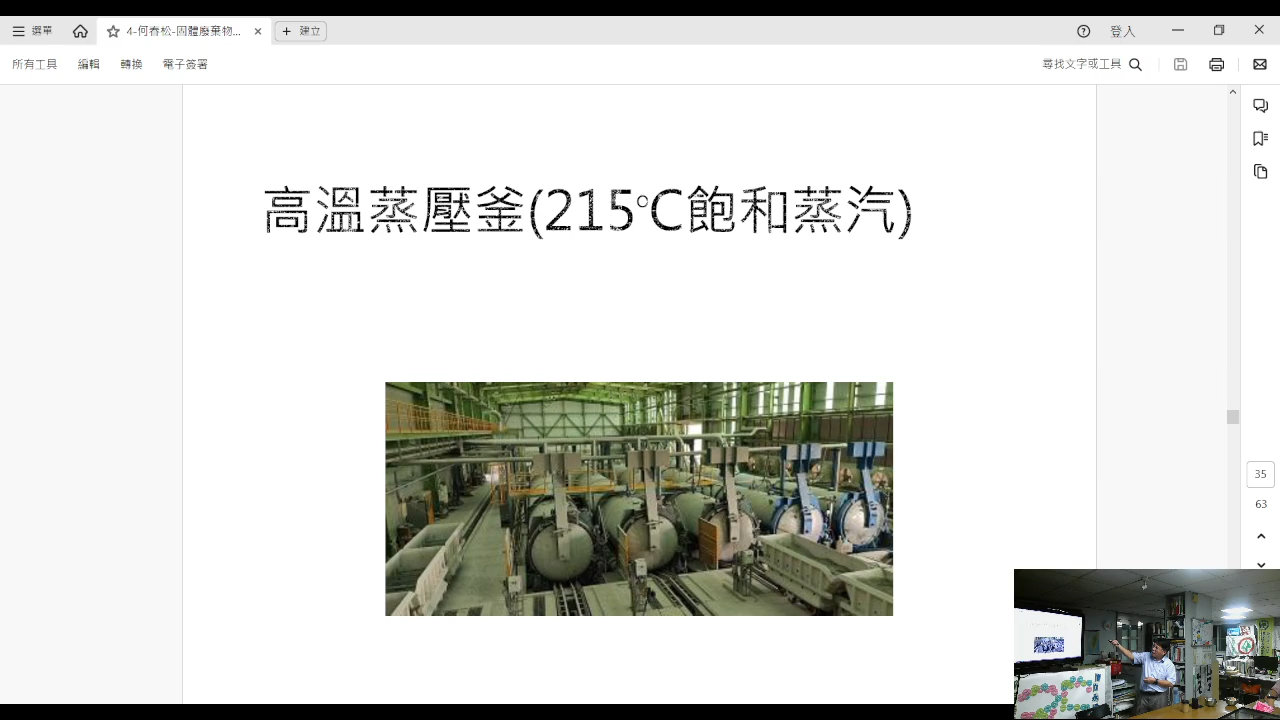 選單
4-何春松-固體廢棄物...
建立
登入
所有工具
編輯
轉換
電子簽署
尋找文字或工具
高溫蒸壓釜(215°C飽和蒸汽)
35
63